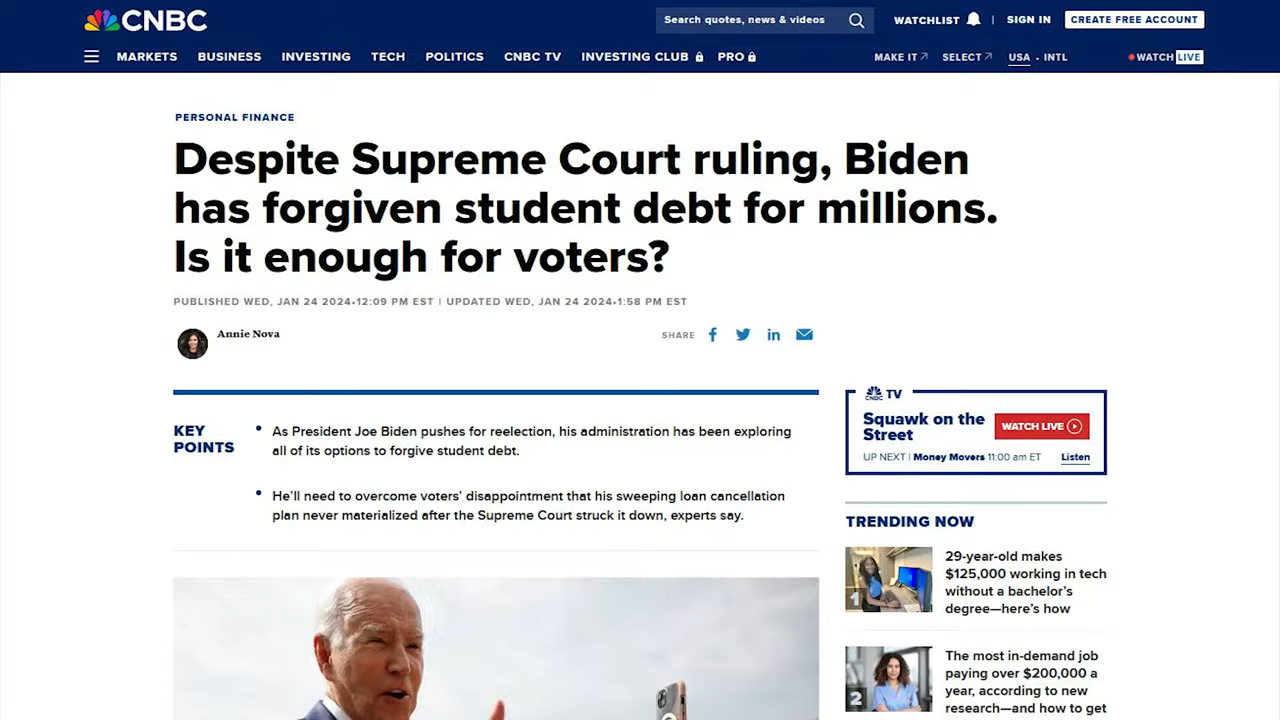 CNBC
Search quotes, news & videos
WATCHLIST
|
SIGN IN
CREATE FREE ACCOUNT
MARKETS
BUSINESS
INVESTING
TECH
POLITICS
CNBC TV
INVESTING CLUB
PRO
MAKE IT
SELECT
USA • INTL
WATCH LIVE
PERSONAL FINANCE
Despite Supreme Court ruling, Biden
has forgiven student debt for millions.
Is it enough for voters?
PUBLISHED WED, JAN 24 2024•12:09 PM EST | UPDATED WED, JAN 24 2024•1:58 PM EST
Annie Nova
SHARE
KEY
POINTS
• As President Joe Biden pushes for reelection, his administration has been exploring
all of its options to forgive student debt.
• He’ll need to overcome voters’ disappointment that his sweeping loan cancellation
plan never materialized after the Supreme Court struck it down, experts say.
CNBC TV
Squawk on the
Street
WATCH LIVE
UP NEXT | Money Movers 11:00 am ET
Listen
TRENDING NOW
1
29-year-old makes
$125,000 working in tech
without a bachelor’s
degree—here’s how
2
The most in-demand job
paying over $200,000 a
year, according to new
research—and how to get